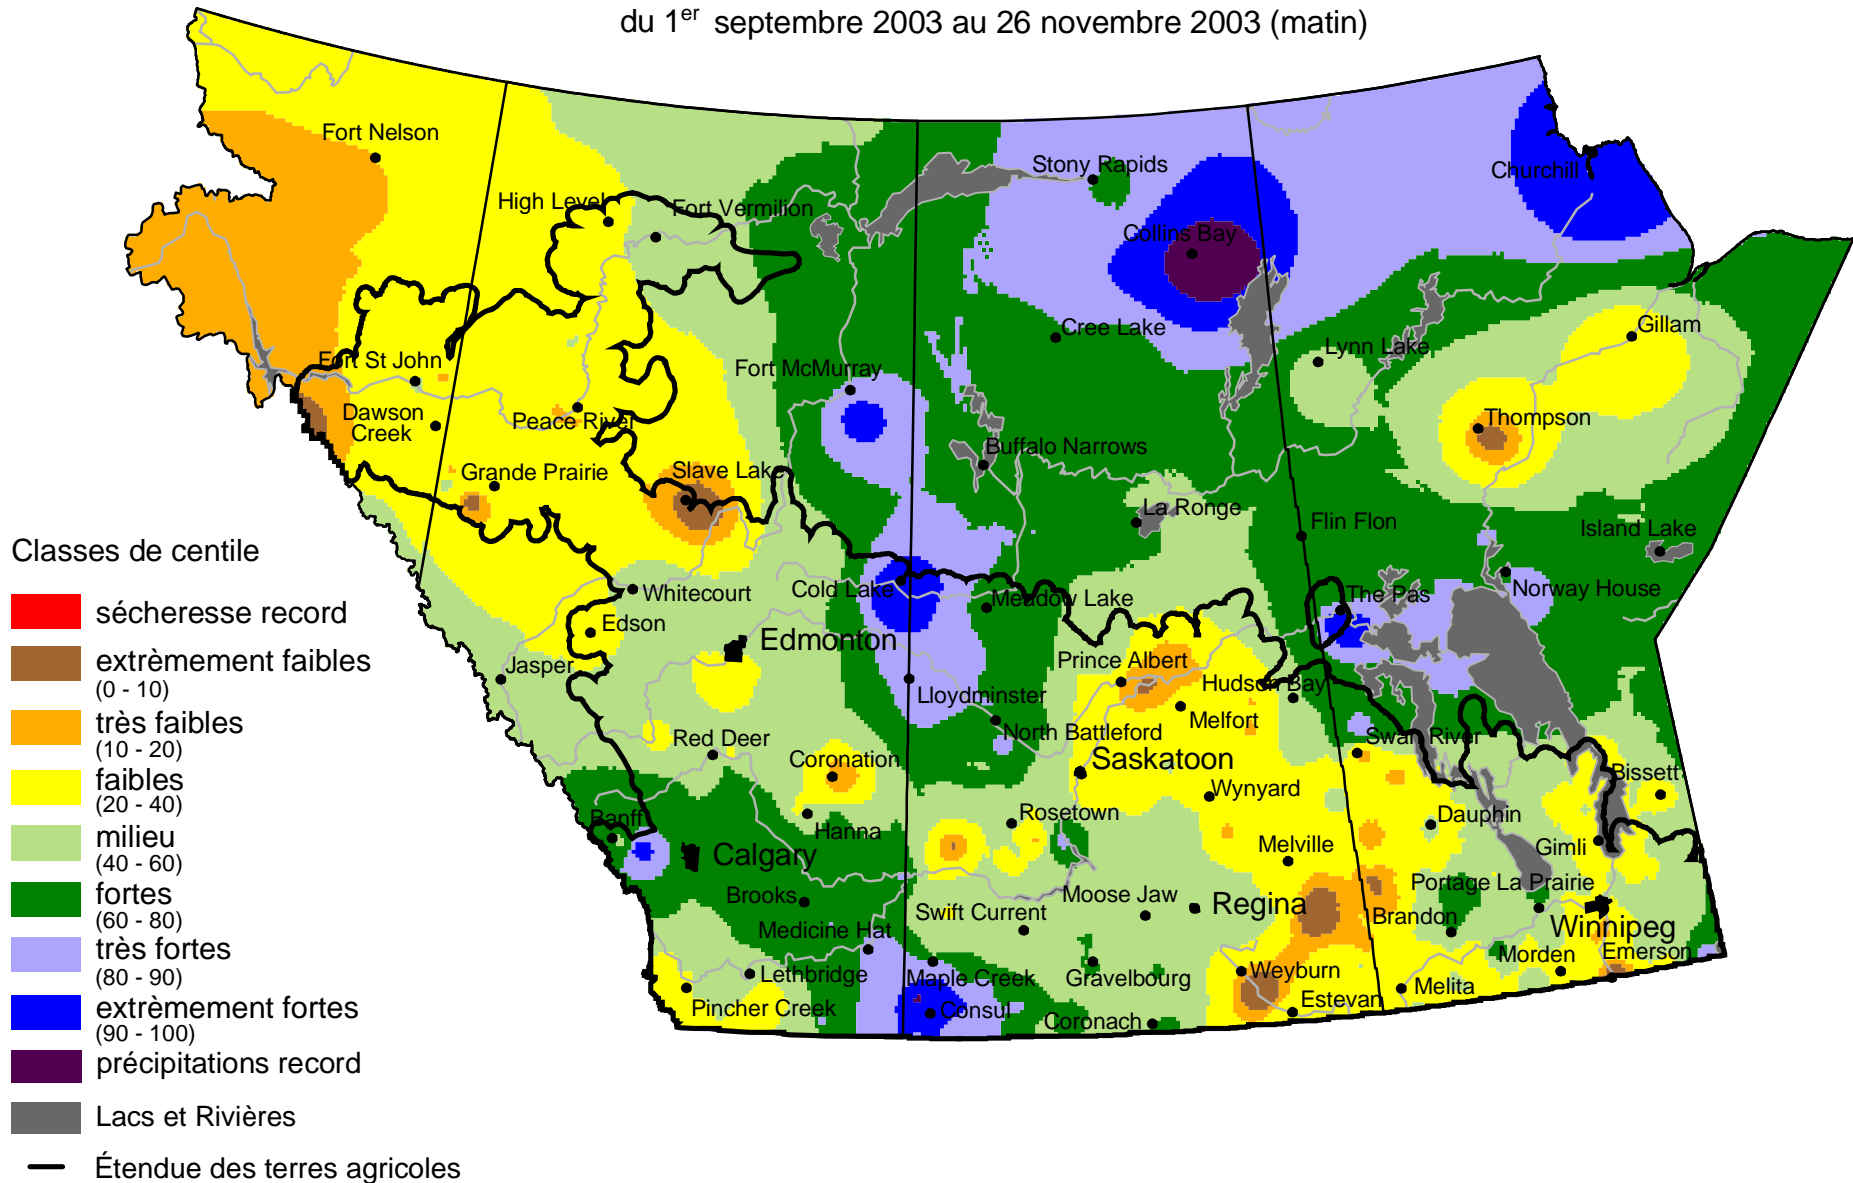 du 1er septembre 2003 au 26 novembre 2003 (matin)
Fort Nelson
Stony Rapids
Churchill
High Level
Fort Vermilion
Collins Bay
Cree Lake
Gillam
Lynn Lake
Fort St John
Fort McMurray
Dawson
Creek
Peace River
Thompson
Buffalo Narrows
Grande Prairie
Slave Lake
La Ronge
Flin Flon
Island Lake
Cold Lake
Whitecourt
Meadow Lake
The Pas
Norway House
Edson
Edmonton
Jasper
Prince Albert
Hudson Bay
Lloydminster
Melfort
North Battleford
Red Deer
Swan River
Coronation
Saskatoon
Bissett
Wynyard
Banff
Hanna
Rosetown
Dauphin
Calgary
Melville
Gimli
Brooks
Moose Jaw
Regina
Portage La Prairie
Swift Current
Brandon
Winnipeg
Medicine Hat
Lethbridge
Maple Creek
Gravelbourg
Weyburn
Morden
Emerson
Pincher Creek
Consul
Coronach
Estevan
Melita
Classes de centile
sécheresse record
extrèmement faibles
(0 - 10)
très faibles
(10 - 20)
faibles
(20 - 40)
milieu
(40 - 60)
fortes
(60 - 80)
très fortes
(80 - 90)
extrèmement fortes
(90 - 100)
précipitations record
Lacs et Rivières
Étendue des terres agricoles